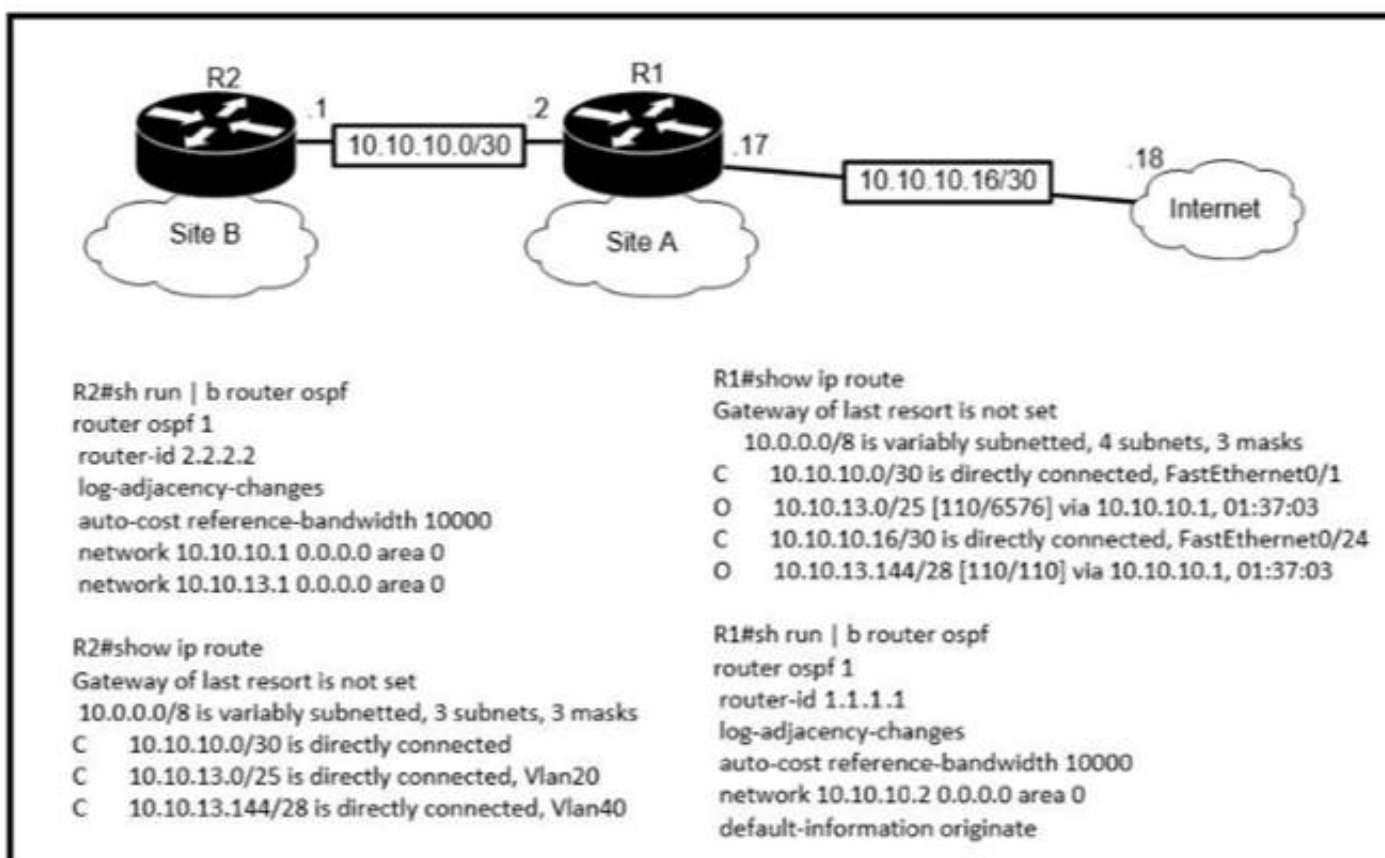 R2
R1
.1
.2
10.10.10.0/30
.17
10.10.10.16/30
.18
Internet
Site B
Site A
R2#sh run | b router ospf
router ospf 1
router-id 2.2.2.2
log-adjacency-changes
auto-cost reference-bandwidth 10000
network 10.10.10.1 0.0.0.0 area 0
network 10.10.13.1 0.0.0.0 area 0
R2#show ip route
Gateway of last resort is not set
10.0.0.0/8 is variably subnetted, 3 subnets, 3 masks
C 10.10.10.0/30 is directly connected
C 10.10.13.0/25 is directly connected, Vlan20
C 10.10.13.144/28 is directly connected, Vlan40
R1#show ip route
Gateway of last resort is not set
10.0.0.0/8 is variably subnetted, 4 subnets, 3 masks
C 10.10.10.0/30 is directly connected, FastEthernet0/1
O 10.10.13.0/25 [110/6576] via 10.10.10.1, 01:37:03
C 10.10.10.16/30 is directly connected, FastEthernet0/24
O 10.10.13.144/28 [110/110] via 10.10.10.1, 01:37:03
R1#sh run | b router ospf
router ospf 1
router-id 1.1.1.1
log-adjacency-changes
auto-cost reference-bandwidth 10000
network 10.10.10.2 0.0.0.0 area 0
default-information originate